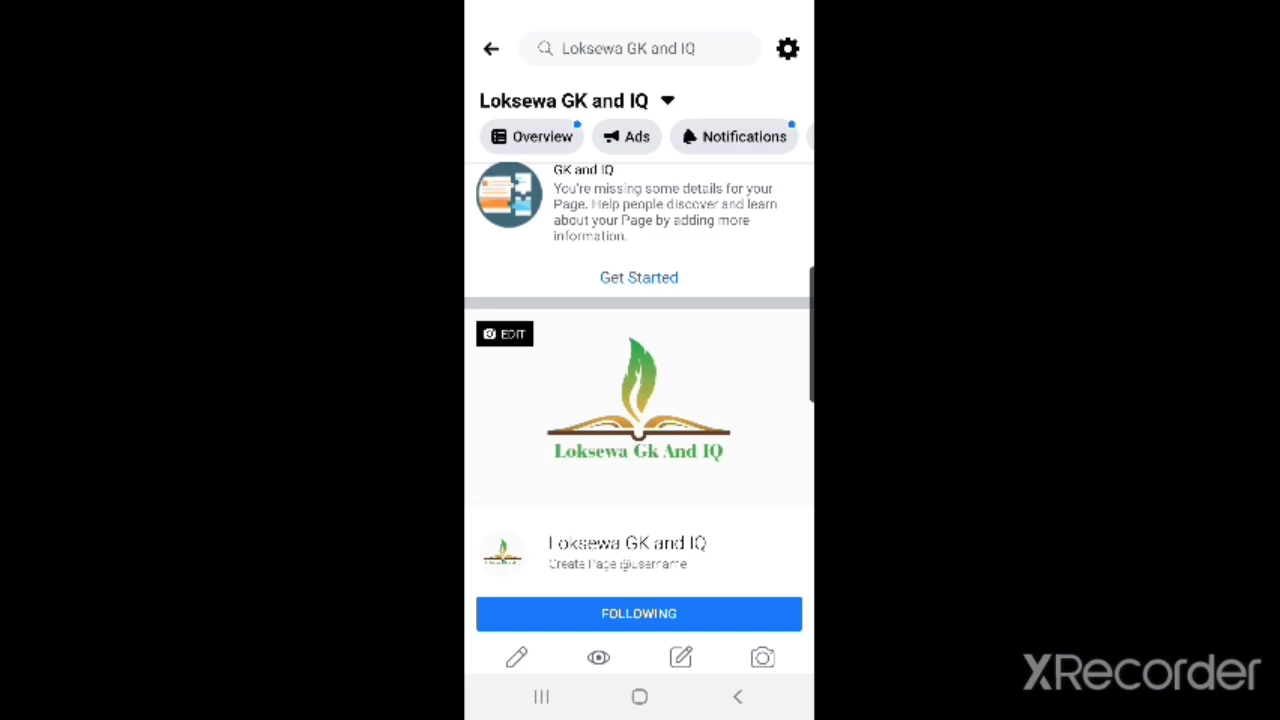 Loksewa GK and IQ
Loksewa GK and IQ
Overview Ads Notifications
GK and IQ
You're missing some details for your
Page. Help people discover and learn
about your Page by adding more
information.
Get Started
EDIT
Loksewa Gk And IQ
Loksewa GK and IQ
Create Page @username
FOLLOWING
XRecorder